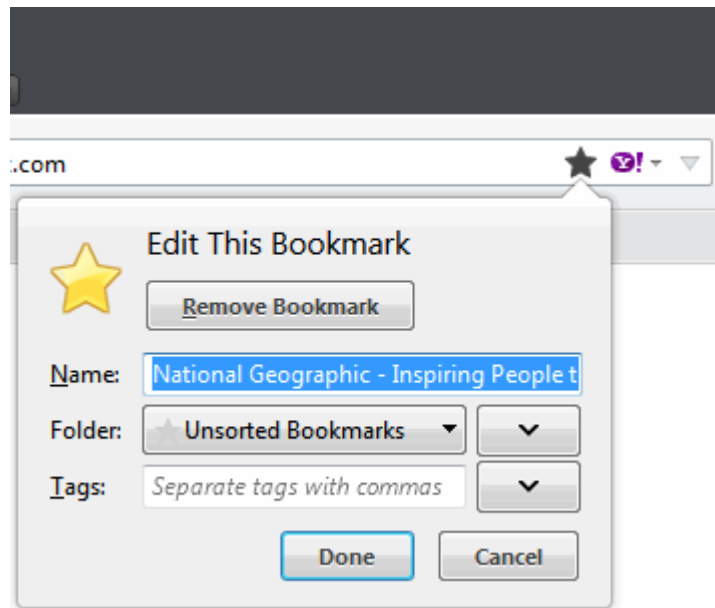 .com Y!
Edit This Bookmark
Remove Bookmark
Name: National Geographic - Inspiring People t
Folder: Unsorted Bookmarks
Tags: Separate tags with commas
Done Cancel